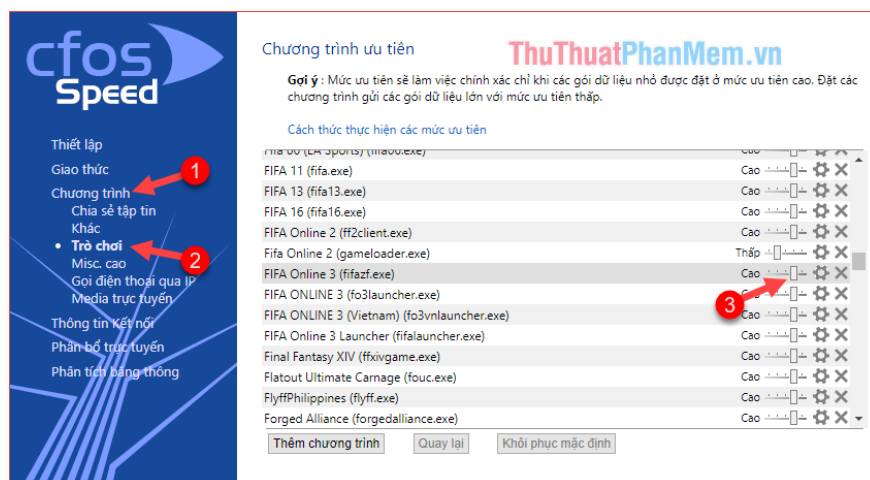 cfos
Speed
Thiết lập
Giao thức
Chương trình
Chia sẻ tập tin
Khác
• Trò chơi
Misc. cao
Gọi điện thoại qua IP
Media trực tuyến
Thông tin Kết nối
Phân bổ trực tuyến
Phân tích băng thông
1
2
Chương trình ưu tiên
ThuThuatPhanMem.vn
Gợi ý : Mức ưu tiên sẽ làm việc chính xác chỉ khi các gói dữ liệu nhỏ được đặt ở mức ưu tiên cao. Đặt các
chương trình gửi các gói dữ liệu lớn với mức ưu tiên thấp.
Cách thức thực hiện các mức ưu tiên
FIFA 11 (fifa.exe) Cao
FIFA 13 (fifa13.exe) Cao
FIFA 16 (fifa16.exe) Cao
FIFA Online 2 (ff2client.exe) Cao
Fifa Online 2 (gameloader.exe) Thấp
FIFA Online 3 (fifazf.exe) Cao
FIFA ONLINE 3 (fo3launcher.exe)
3
FIFA ONLINE 3 (Vietnam) (fo3vnlauncher.exe) Cao
FIFA Online 3 Launcher (fifalauncher.exe) Cao
Final Fantasy XIV (ffxivgame.exe) Cao
Flatout Ultimate Carnage (fouc.exe) Cao
FlyffPhilippines (flyff.exe) Cao
Forged Alliance (forgedalliance.exe) Cao
Thêm chương trình Quay lại Khôi phục mặc định